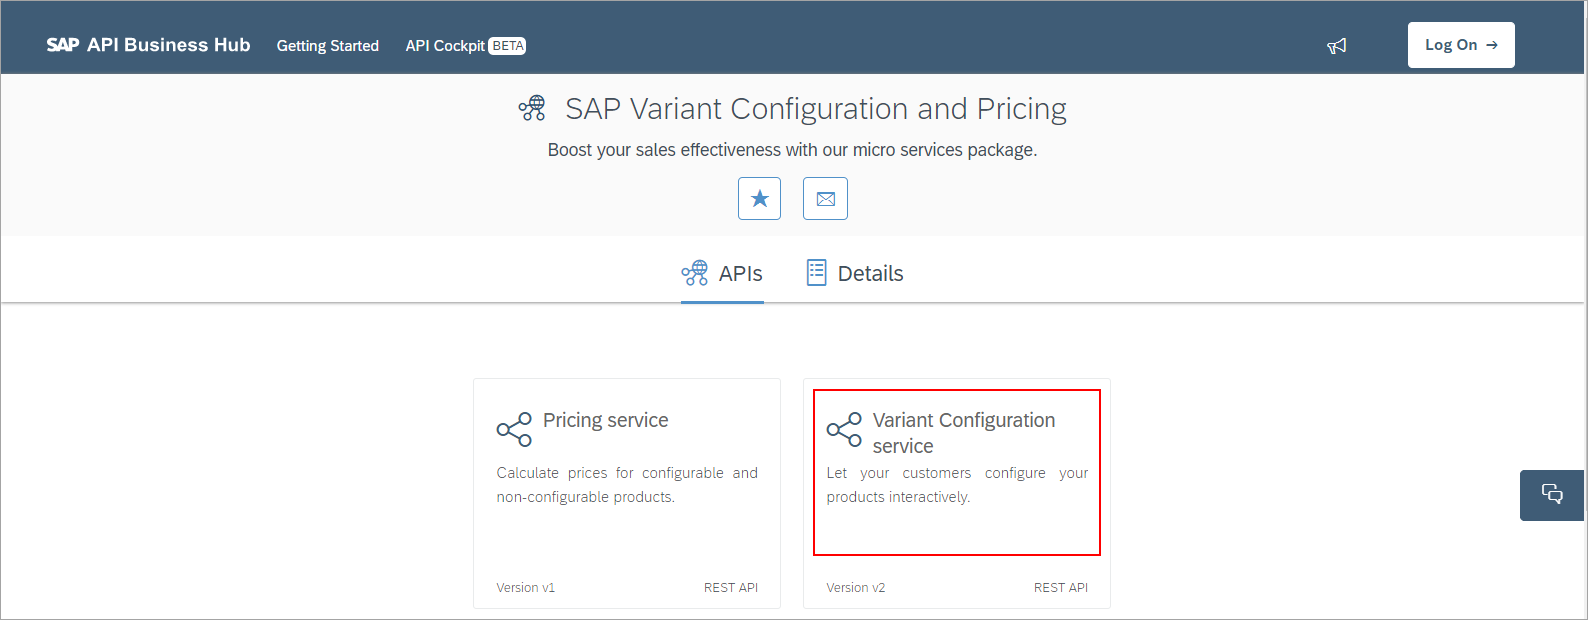 SAP API Business Hub Getting Started API Cockpit BETA Log On →
SAP Variant Configuration and Pricing
Boost your sales effectiveness with our micro services package.
APIs Details
Pricing service
Calculate prices for configurable and
non-configurable products.
Version v1 REST API
Variant Configuration
service
Let your customers configure your
products interactively.
Version v2 REST API